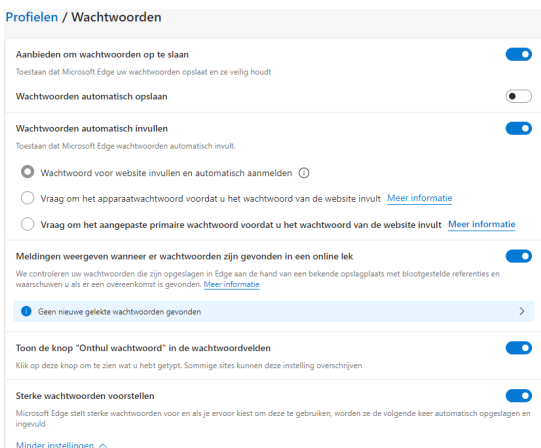 Profielen / Wachtwoorden
Aanbieden om wachtwoorden op te slaan
Toestaan dat Microsoft Edge uw wachtwoorden opslaat en ze veilig houdt
Wachtwoorden automatisch opslaan
Wachtwoorden automatisch invullen
Toestaan dat Microsoft Edge wachtwoorden automatisch invult.
Wachtwoord voor website invullen en automatisch aanmelden
Vraag om het apparaatwachtwoord voordat u het wachtwoord van de website invult Meer informatie
Vraag om het aangepaste primaire wachtwoord voordat u het wachtwoord van de website invult Meer informatie
Meldingen weergeven wanneer er wachtwoorden zijn gevonden in een online lek
We controleren uw wachtwoorden die zijn opgeslagen in Edge aan de hand van een bekende opslagplaats met blootgestelde referenties en
waarschuwen u als er een overeenkomst is gevonden. Meer informatie
Geen nieuwe gelekte wachtwoorden gevonden
Toon de knop "Onthul wachtwoord" in de wachtwoordvelden
Klik op deze knop om te zien wat u hebt getypt. Sommige sites kunnen deze instelling overschrijven
Sterke wachtwoorden voorstellen
Microsoft Edge stelt sterke wachtwoorden voor en als je ervoor kiest om deze te gebruiken, worden ze de volgende keer automatisch opgeslagen en
ingevuld
Minder instellingen